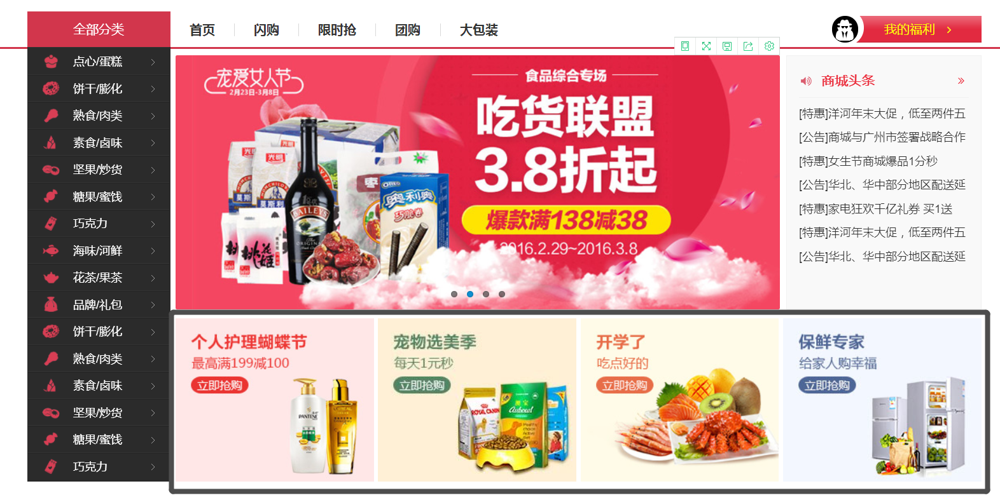 全部分类
首页
闪购
限时抢
团购
大包装
我的福利
点心/蛋糕
饼干/膨化
熟食/肉类
素食/卤味
坚果/炒货
糖果/蜜饯
巧克力
海味/河鲜
花茶/果茶
品牌/礼包
饼干/膨化
熟食/肉类
素食/卤味
坚果/炒货
糖果/蜜饯
巧克力
宠爱女人节
2月23日-3月8日
食品综合专场
吃货联盟
3.8折起
爆款满138减38
2016.2.29~2016.3.8
光明
莫斯利
BAILEYS
THE ORIGINAL
枣
OREO
奥利奥
巧脆卷
桃花姬
商城头条
[特惠]洋河年末大促，低至两件五
[公告]商城与广州市签署战略合作
[特惠]女生节商城爆品1分秒
[公告]华北、华中部分地区配送延
[特惠]家电狂欢千亿礼券 买1送
[特惠]洋河年末大促，低至两件五
[公告]华北、华中部分地区配送延
个人护理蝴蝶节
最高满199减100
立即抢购
PANTENE
宠物选美季
每天1元秒
立即抢购
ROYAL CANIN
开学了
吃点好的
立即抢购
保鲜专家
给家人购幸福
立即抢购